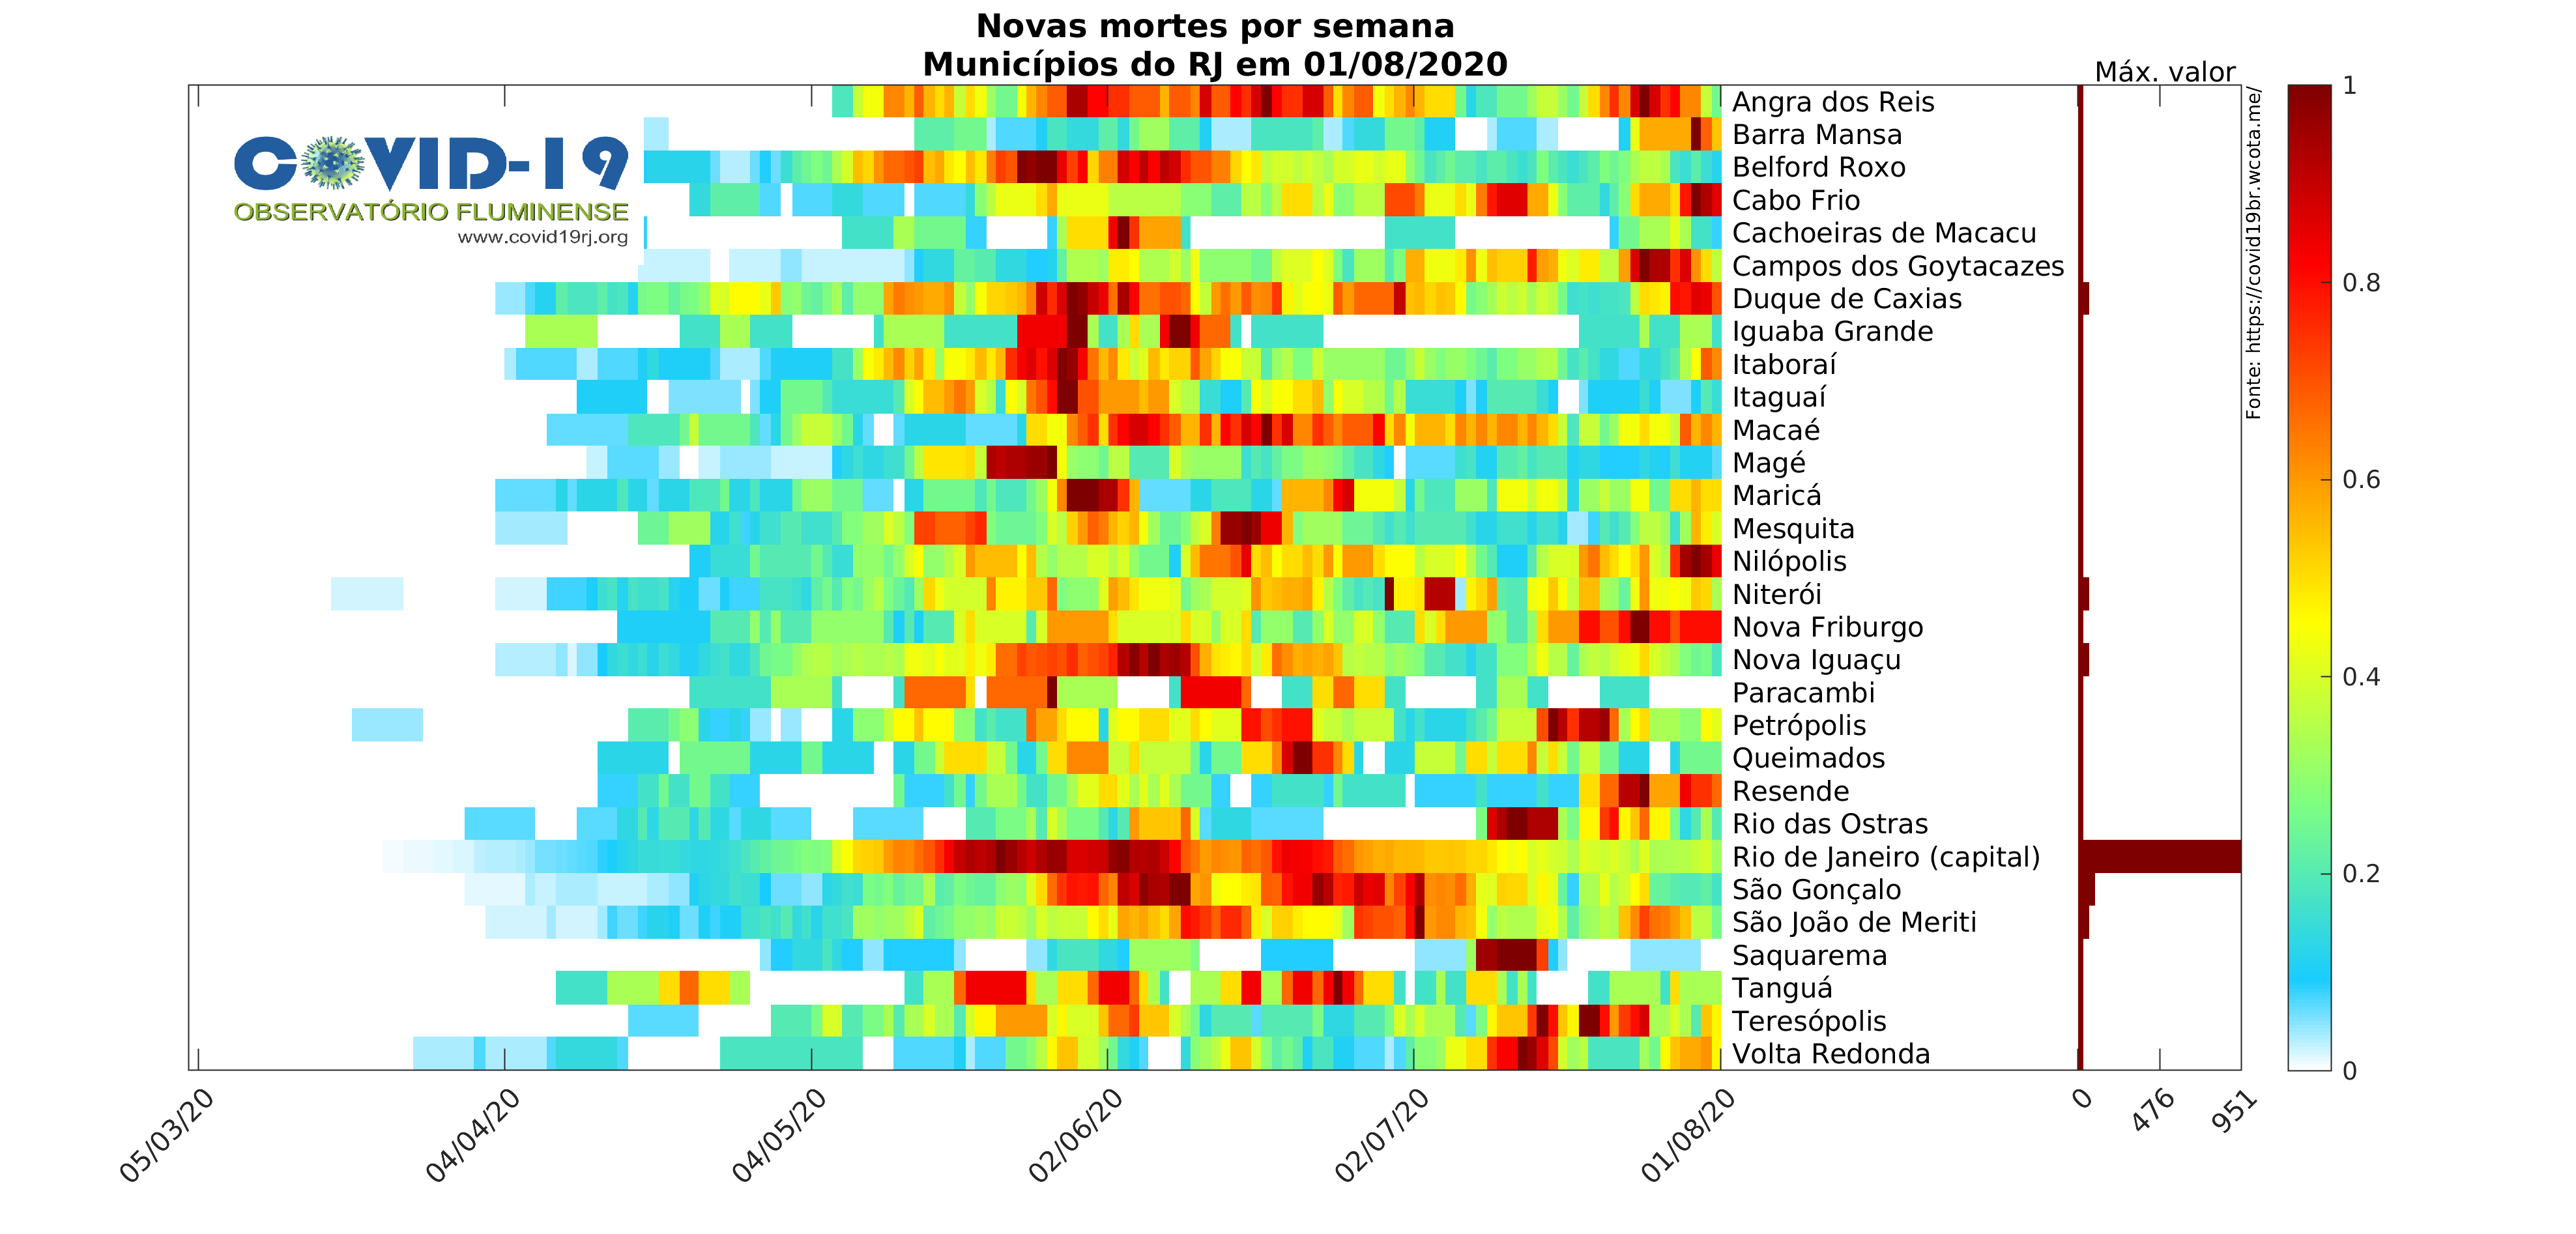 Novas mortes por semana
Municípios do RJ em 01/08/2020
Máx. valor
COVID-19
OBSERVATÓRIO FLUMINENSE
www.covid19rj.org
Angra dos Reis
Barra Mansa
Belford Roxo
Cabo Frio
Cachoeiras de Macacu
Campos dos Goytacazes
Duque de Caxias
Iguaba Grande
Itaboraí
Itaguaí
Macaé
Magé
Maricá
Mesquita
Nilópolis
Niterói
Nova Friburgo
Nova Iguaçu
Paracambi
Petrópolis
Queimados
Resende
Rio das Ostras
Rio de Janeiro (capital)
São Gonçalo
São João de Meriti
Saquarema
Tanguá
Teresópolis
Volta Redonda
Fonte: https://covid19br.wcota.me/
1
0.8
0.6
0.4
0.2
0
05/03/20
04/04/20
04/05/20
02/06/20
02/07/20
01/08/20
0
476
951